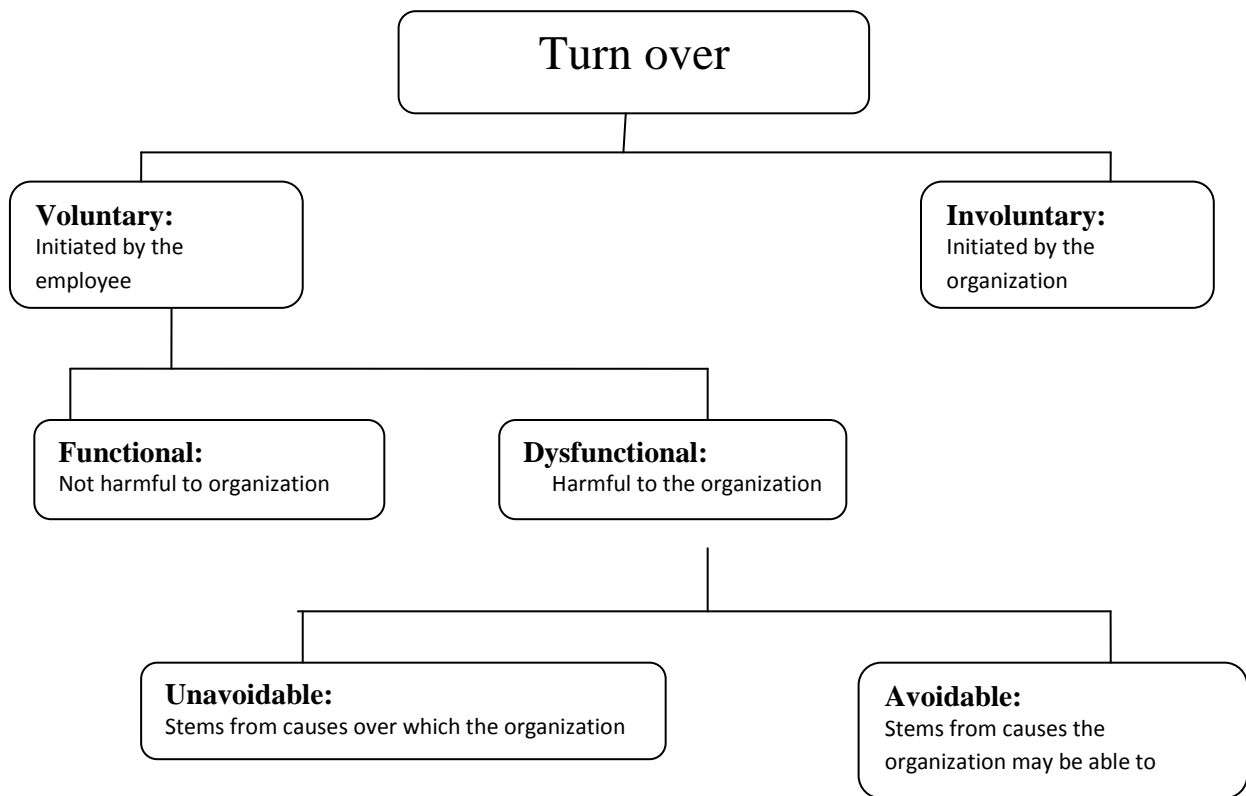 Turn over
Voluntary:
Initiated by the
employee
Involuntary:
Initiated by the
organization
Functional:
Not harmful to organization
Dysfunctional:
Harmful to the organization
Unavoidable:
Stems from causes over which the organization
Avoidable:
Stems from causes the
organization may be able to